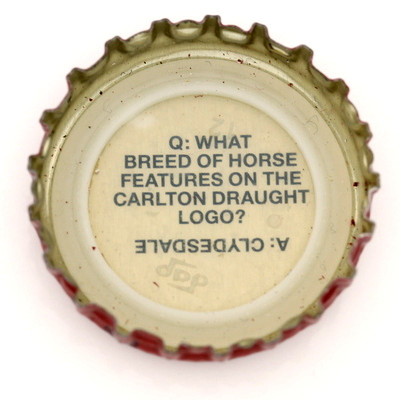 Q: WHAT
BREED OF HORSE
FEATURES ON THE
CARLTON DRAUGHT
LOGO?
A: CLYDESDALE